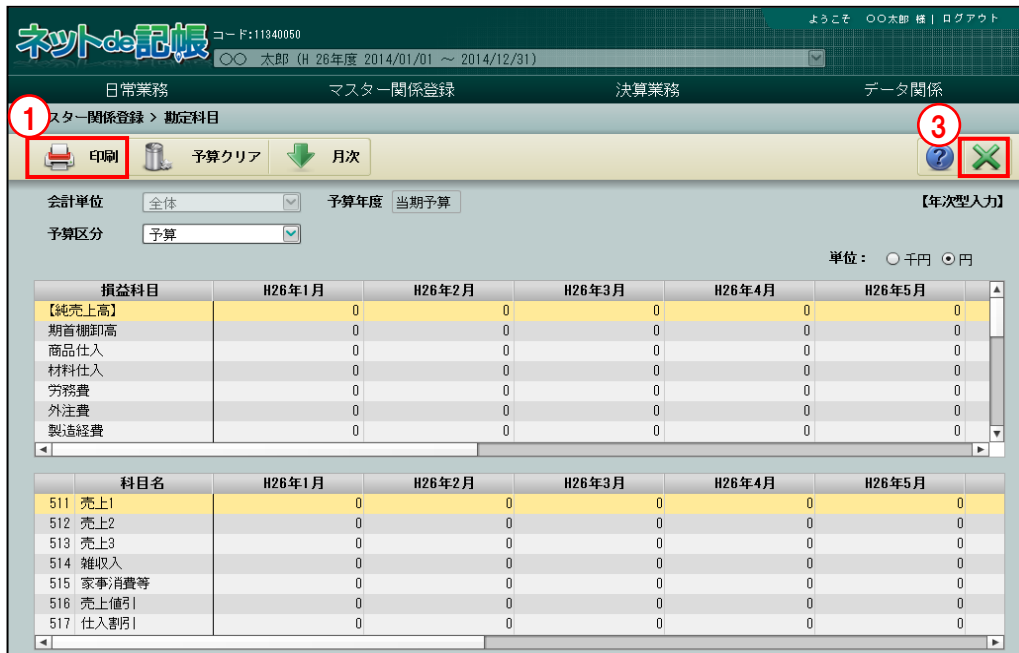 ようこそ 〇〇太郎 様 | ログアウト
ネットde記帳 コード:11340050
〇〇 太郎 (H 26年度 2014/01/01 ～ 2014/12/31)
日常業務 マスター関係登録 決算業務 データ関係
① スター関係登録 > 勘定科目 ③
印刷 予算クリア 月次 ?
会計単位 全体 予算年度 当期予算 【年次型入力】
予算区分 予算
単位： 千円 円
損益科目 H26年1月 H26年2月 H26年3月 H26年4月 H26年5月
【純売上高】 0 0 0 0 0
期首棚卸高 0 0 0 0 0
商品仕入 0 0 0 0 0
材料仕入 0 0 0 0 0
労務費 0 0 0 0 0
外注費 0 0 0 0 0
製造経費 0 0 0 0 0
科目名 H26年1月 H26年2月 H26年3月 H26年4月 H26年5月
511 売上1 0 0 0 0 0
512 売上2 0 0 0 0 0
513 売上3 0 0 0 0 0
514 雑収入 0 0 0 0 0
515 家事消費等 0 0 0 0 0
516 売上値引 0 0 0 0 0
517 仕入割引 0 0 0 0 0